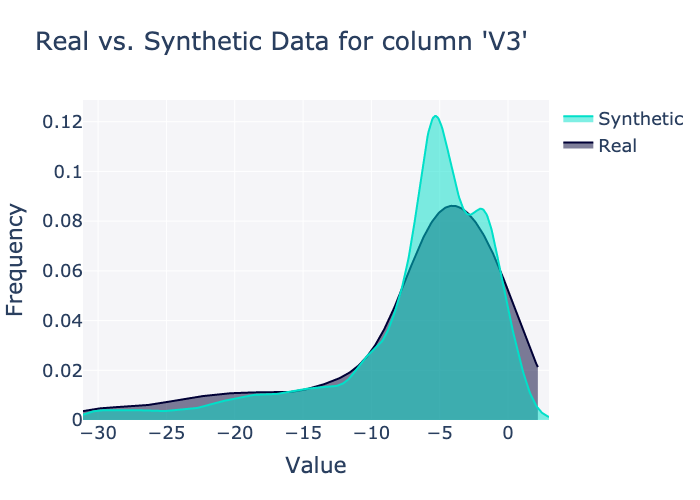 Real vs. Synthetic Data for column 'V3'
Synthetic
Real
0.12
0.1
0.08
0.06
0.04
0.02
0
Frequency
−30 −25 −20 −15 −10 −5 0
Value